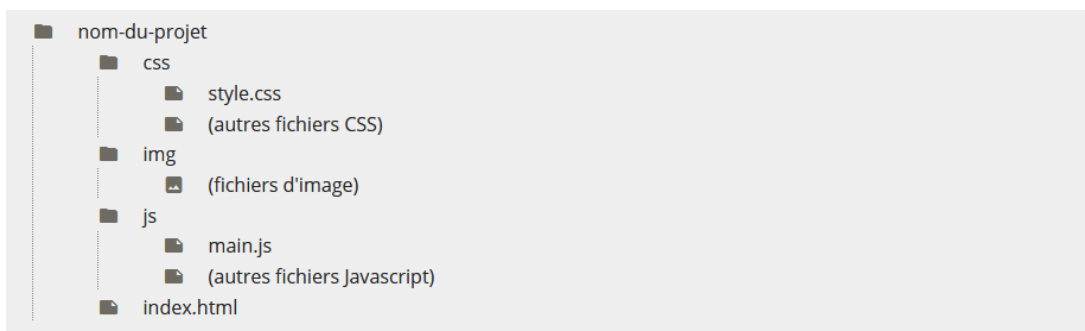 nom-du-projet
css
style.css
(autres fichiers CSS)
img
(fichiers d'image)
js
main.js
(autres fichiers Javascript)
index.html